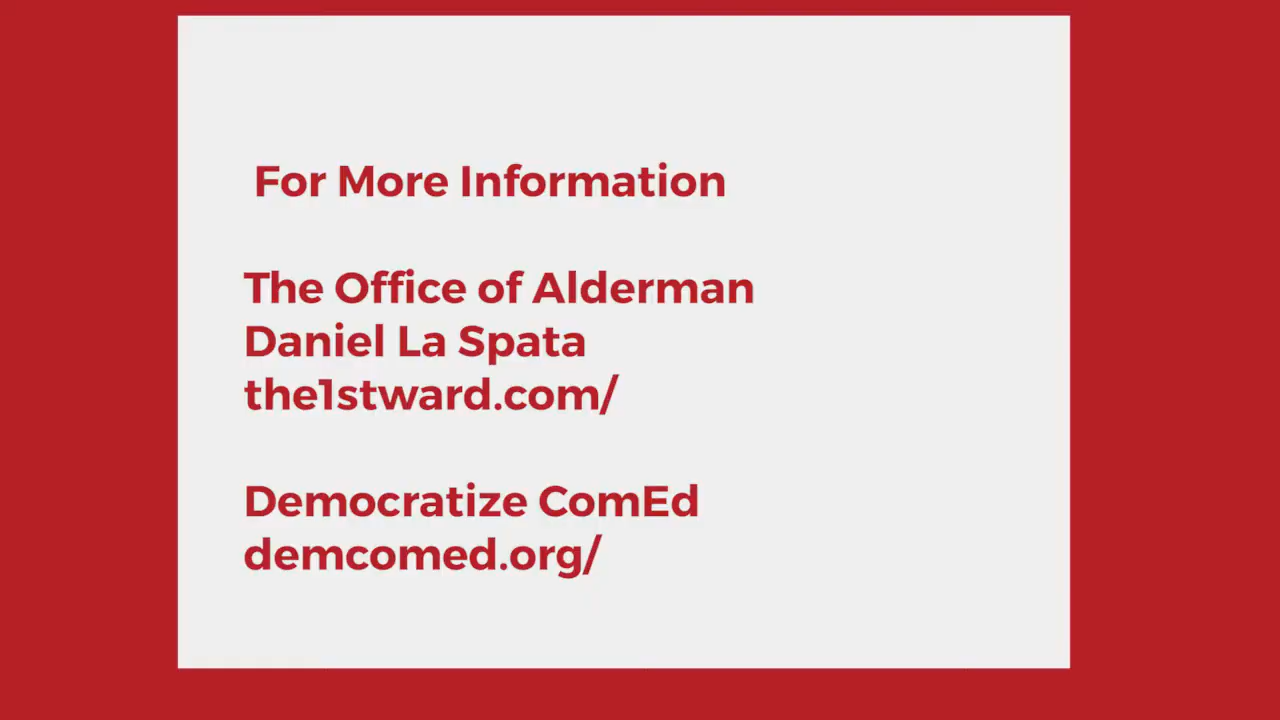 For More Information
The Office of Alderman
Daniel La Spata
the1stward.com/
Democratize ComEd
demcomed.org/